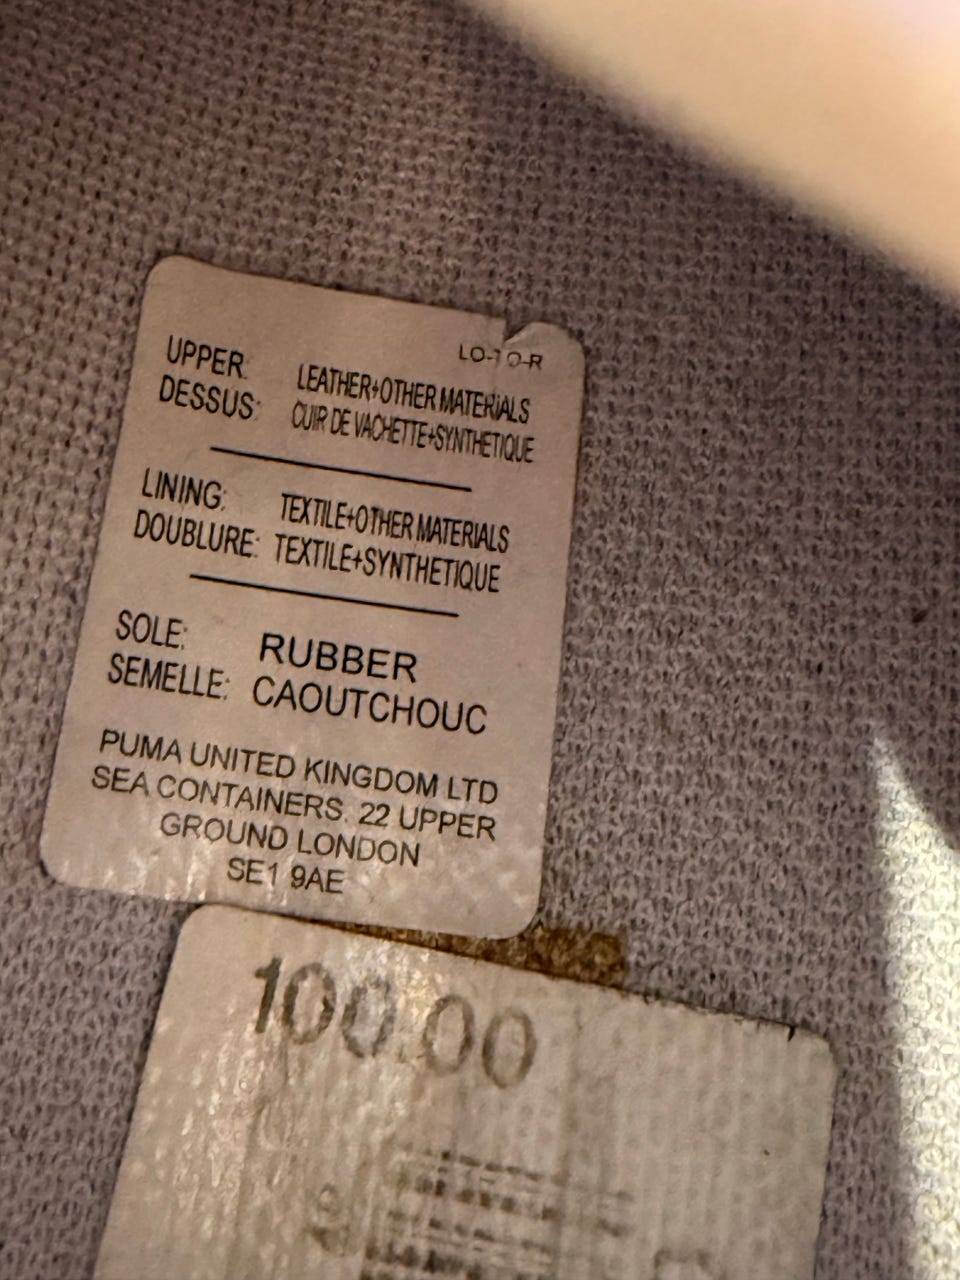 LO-TO-R
UPPER: LEATHER+OTHER MATERIALS
DESSUS: CUIR DE VACHETTE+SYNTHETIQUE
LINING: TEXTILE+OTHER MATERIALS
DOUBLURE: TEXTILE+SYNTHETIQUE
SOLE: RUBBER
SEMELLE: CAOUTCHOUC
PUMA UNITED KINGDOM LTD
SEA CONTAINERS. 22 UPPER
GROUND LONDON
SE1 9AE
100.00